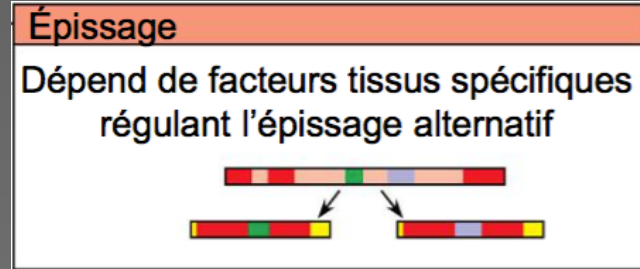 Épissage
Dépend de facteurs tissus spécifiques
régulant l'épissage alternatif